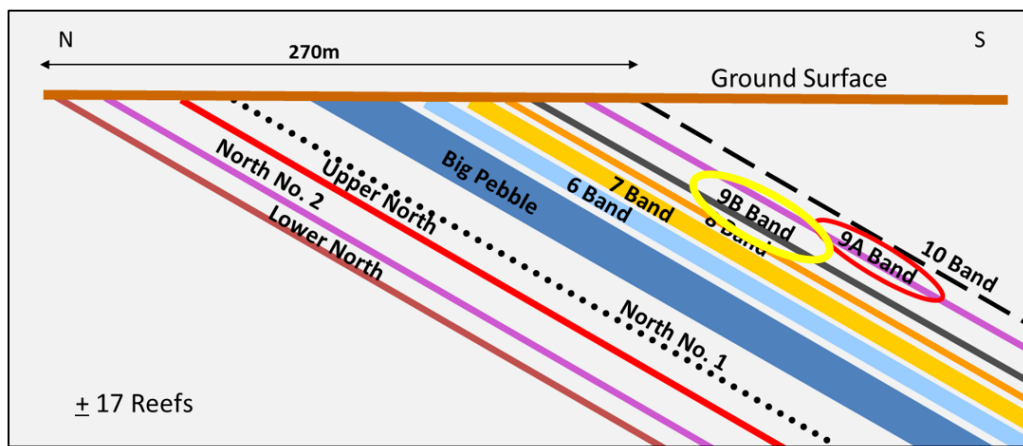 N
S
270m
Ground Surface
Big Pebble
North No. 2
Upper North
Lower North
6 Band
7 Band
8 Band
9B Band
9A Band
10 Band
North No. 1
± 17 Reefs